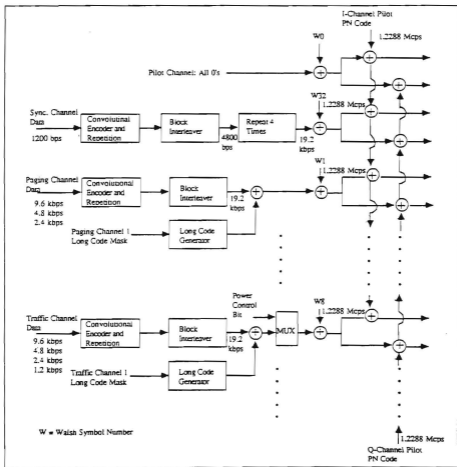 I-Channel Pilot
PN Code
W0
1.2288 Mcps
Pilot Channel: All 0's
W32
1.2288 Mcps
Sync. Channel
Data
1200 bps
Convolutional
Encoder and
Repetition
Block
Interleaver
4800
bps
Repeat 4
Times
19.2
kbps
W1
1.2288 Mcps
Paging Channel
Data
9.6 kbps
4.8 kbps
2.4 kbps
Convolutional
Encoder and
Repetition
Block
Interleaver
19.2
kbps
Paging Channel 1
Long Code Mask
Long Code
Generator
Power
Control
Bit
W8
1.2288 Mcps
Traffic Channel
Data
9.6 kbps
4.8 kbps
2.4 kbps
1.2 kbps
Convolutional
Encoder and
Repetition
Block
Interleaver
19.2
kbps
MUX
Traffic Channel 1
Long Code Mask
Long Code
Generator
W = Walsh Symbol Number
1.2288 Mcps
Q-Channel Pilot
PN Code